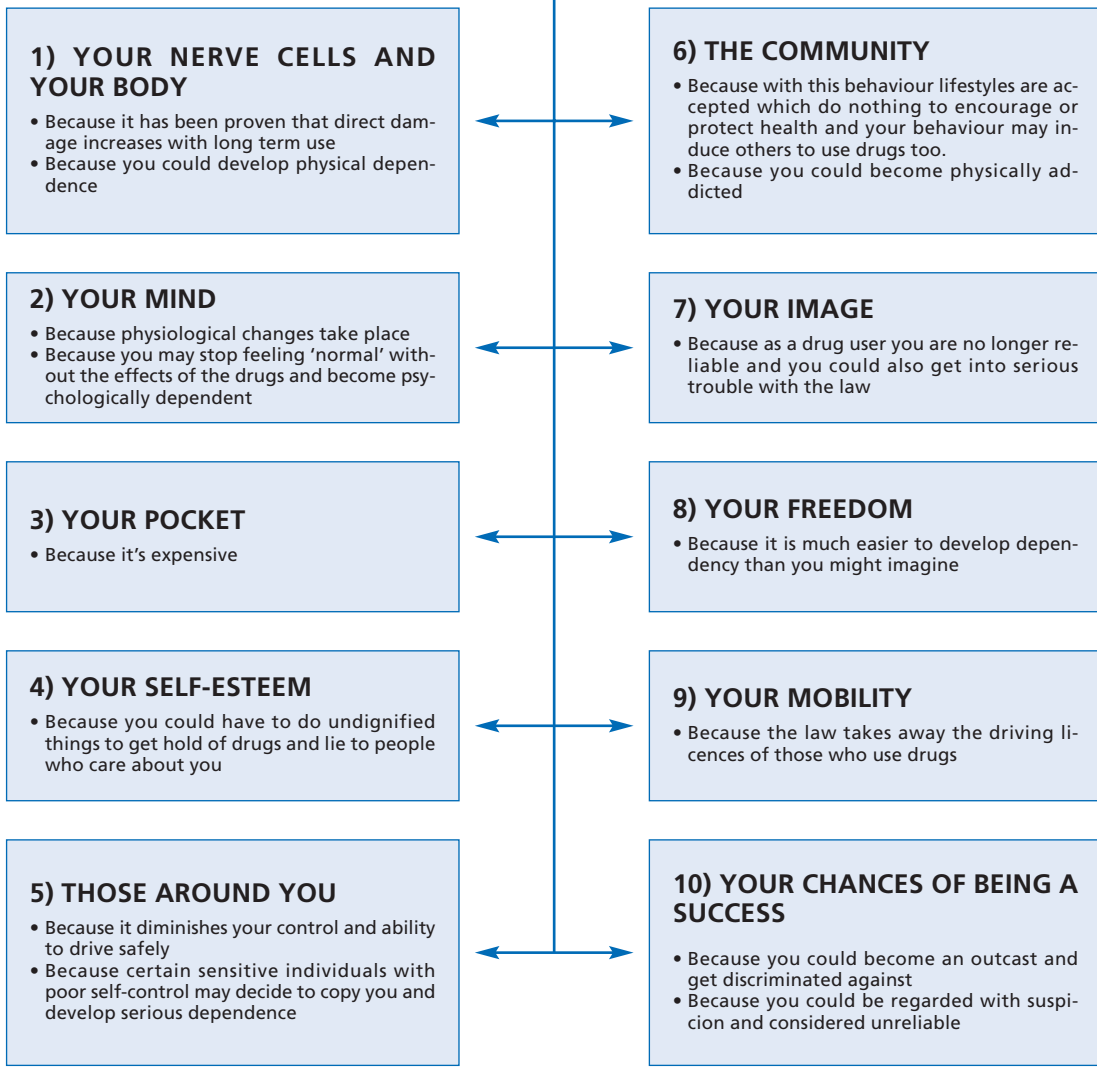 1) YOUR NERVE CELLS AND
YOUR BODY
• Because it has been proven that direct dam-
age increases with long term use
• Because you could develop physical depen-
dence
2) YOUR MIND
• Because physiological changes take place
• Because you may stop feeling ‘normal’ with-
out the effects of the drugs and become psy-
chologically dependent
3) YOUR POCKET
• Because it’s expensive
4) YOUR SELF-ESTEEM
• Because you could have to do undignified
things to get hold of drugs and lie to people
who care about you
5) THOSE AROUND YOU
• Because it diminishes your control and ability
to drive safely
• Because certain sensitive individuals with
poor self-control may decide to copy you and
develop serious dependence
6) THE COMMUNITY
• Because with this behaviour lifestyles are ac-
cepted which do nothing to encourage or
protect health and your behaviour may in-
duce others to use drugs too.
• Because you could become physically ad-
dicted
7) YOUR IMAGE
• Because as a drug user you are no longer re-
liable and you could also get into serious
trouble with the law
8) YOUR FREEDOM
• Because it is much easier to develop depen-
dency than you might imagine
9) YOUR MOBILITY
• Because the law takes away the driving li-
cences of those who use drugs
10) YOUR CHANCES OF BEING A
SUCCESS
• Because you could become an outcast and
get discriminated against
• Because you could be regarded with suspi-
cion and considered unreliable